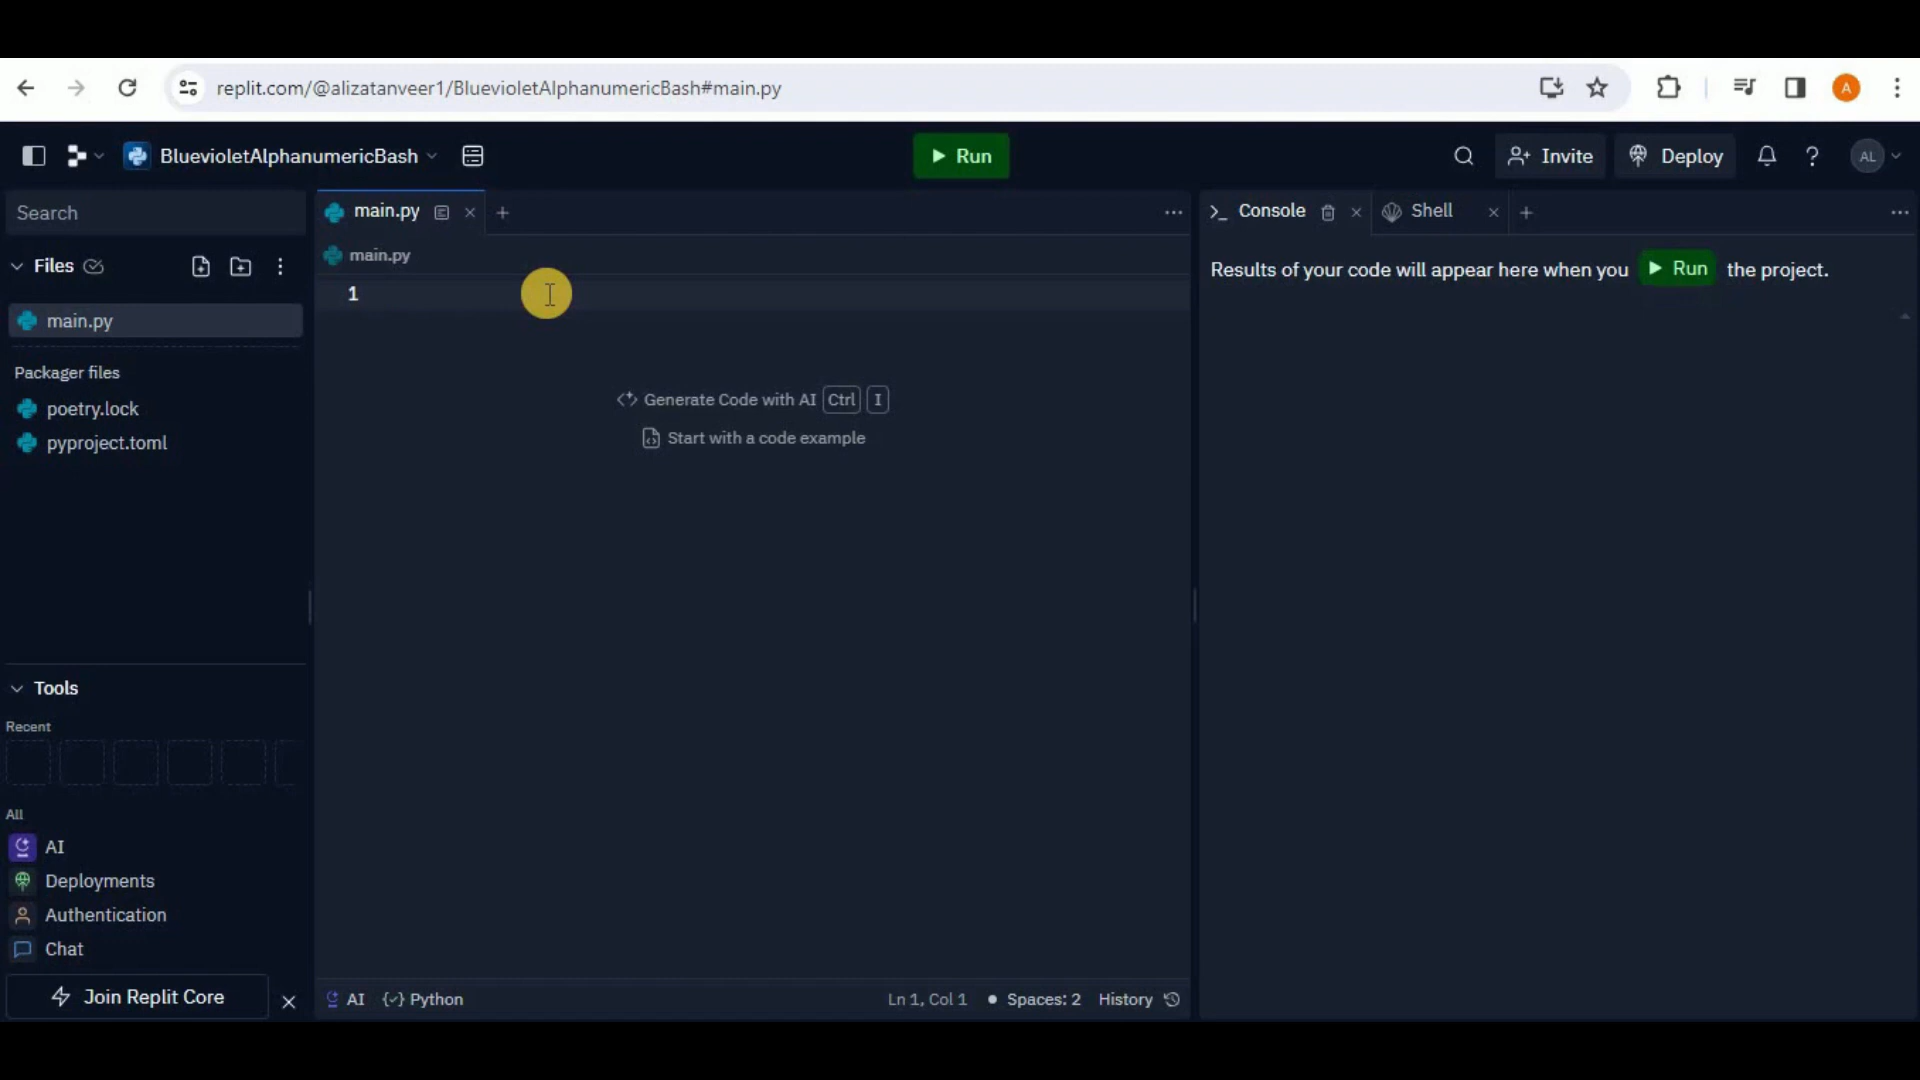 replit.com/@alizatanveer1/BluevioletAlphanumericBash#main.py
A
BluevioletAlphanumericBash
Run
Invite
Deploy
AL
Search
main.py
Console
Shell
Files
main.py
Results of your code will appear here when you Run the project.
1
main.py
Packager files
Generate Code with AI Ctrl I
poetry.lock
Start with a code example
pyproject.toml
Tools
Recent
All
AI
Deployments
Authentication
Chat
Join Replit Core
AI
Python
Ln 1, Col 1
Spaces: 2
History